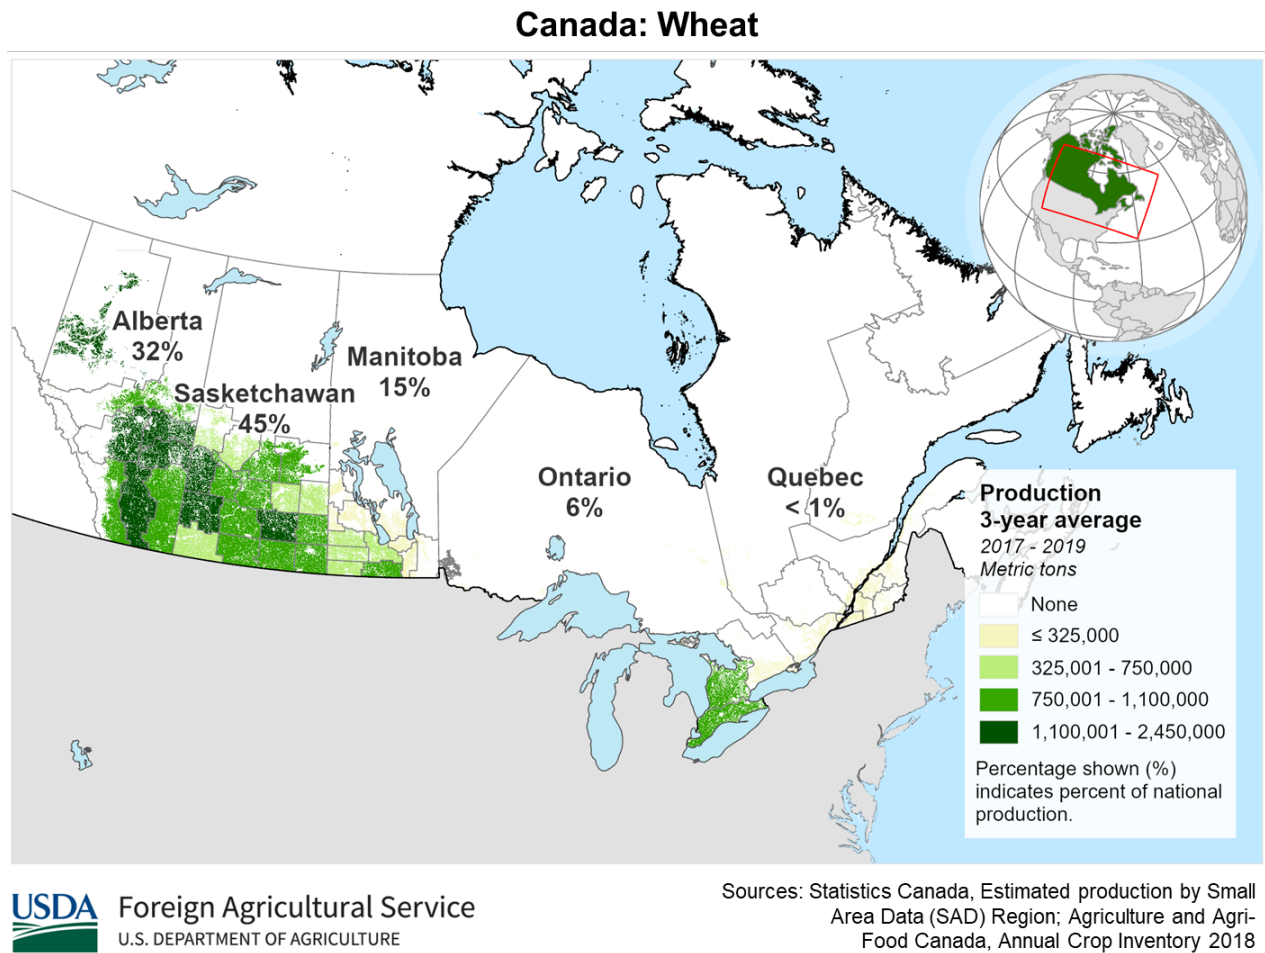 Canada: Wheat
Alberta
32%
Sasketchawan
45%
Manitoba
15%
Ontario
6%
Quebec
< 1%
Production
3-year average
2017 - 2019
Metric tons
None
≤ 325,000
325,001 - 750,000
750,001 - 1,100,000
1,100,001 - 2,450,000
Percentage shown (%)
indicates percent of national
production.
USDA
Foreign Agricultural Service
U.S. DEPARTMENT OF AGRICULTURE
Sources: Statistics Canada, Estimated production by Small
Area Data (SAD) Region; Agriculture and Agri-
Food Canada, Annual Crop Inventory 2018